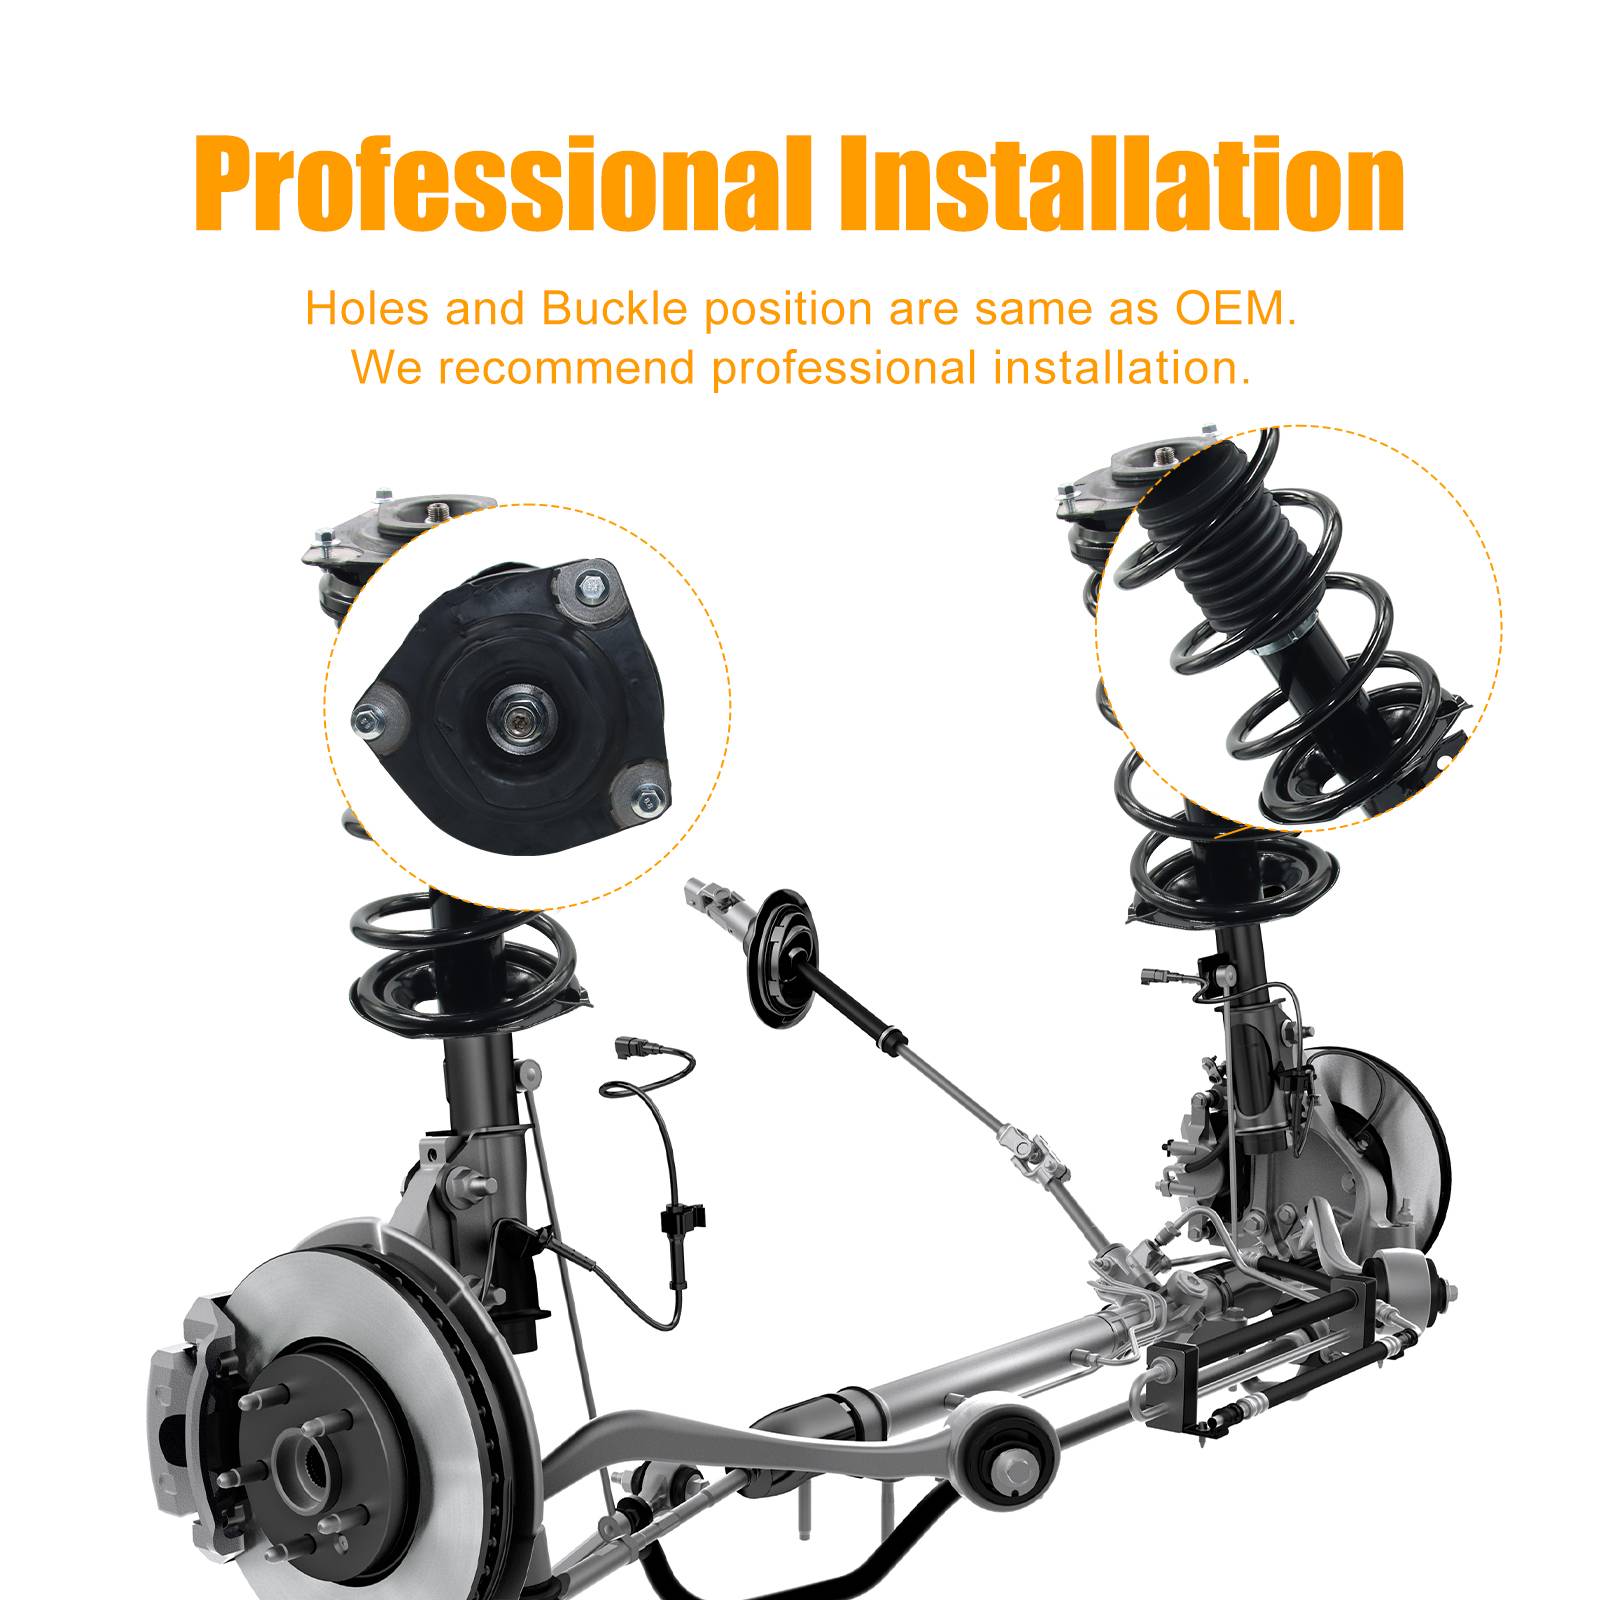 Professional Installation
Holes and Buckle position are same as OEM.
We recommend professional installation.